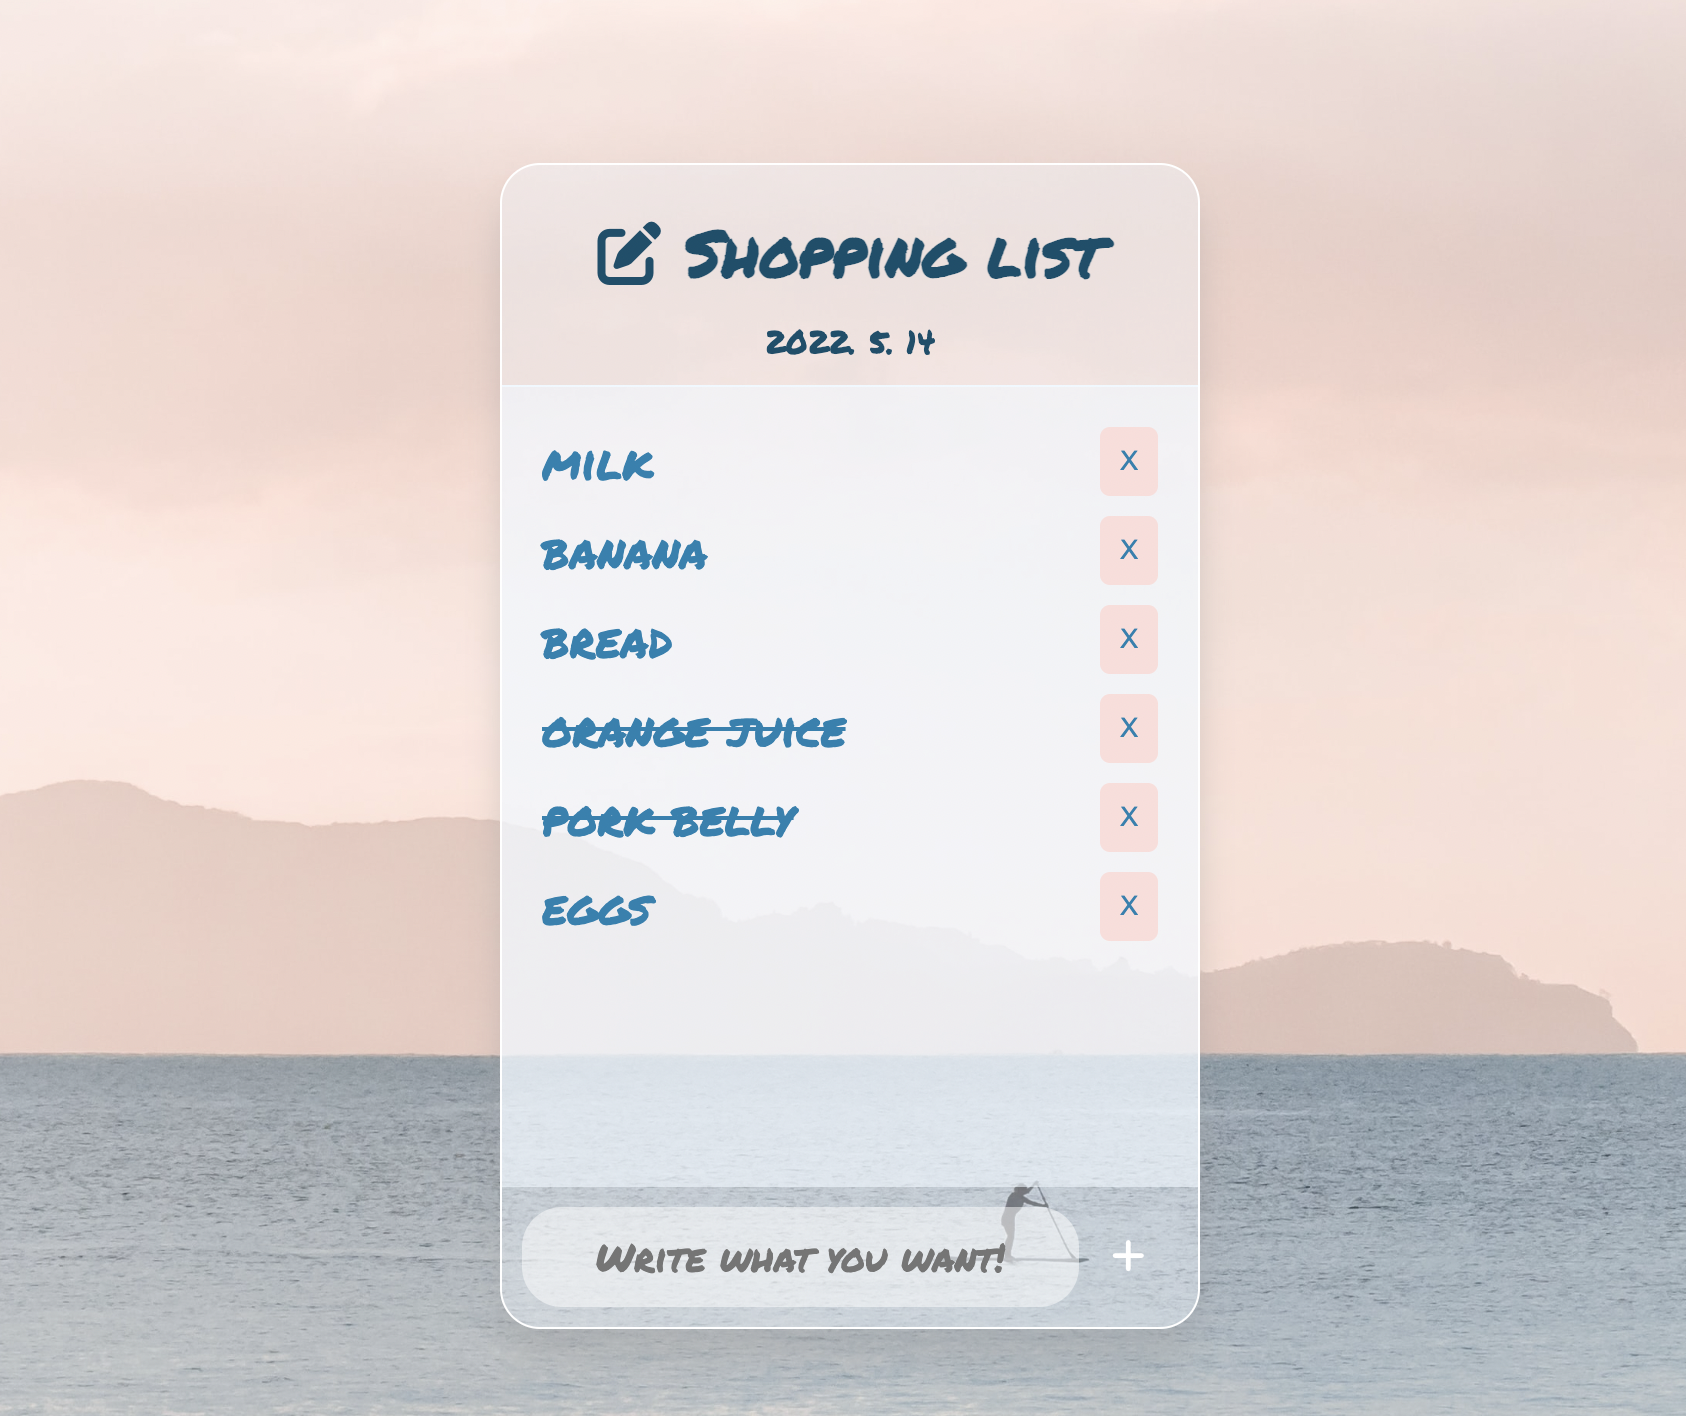 Shopping list
2022. 5. 14
MILK X
BANANA X
BREAD X
ORANGE JUICE X
PORK BELLY X
EGGS X
Write what you want! +